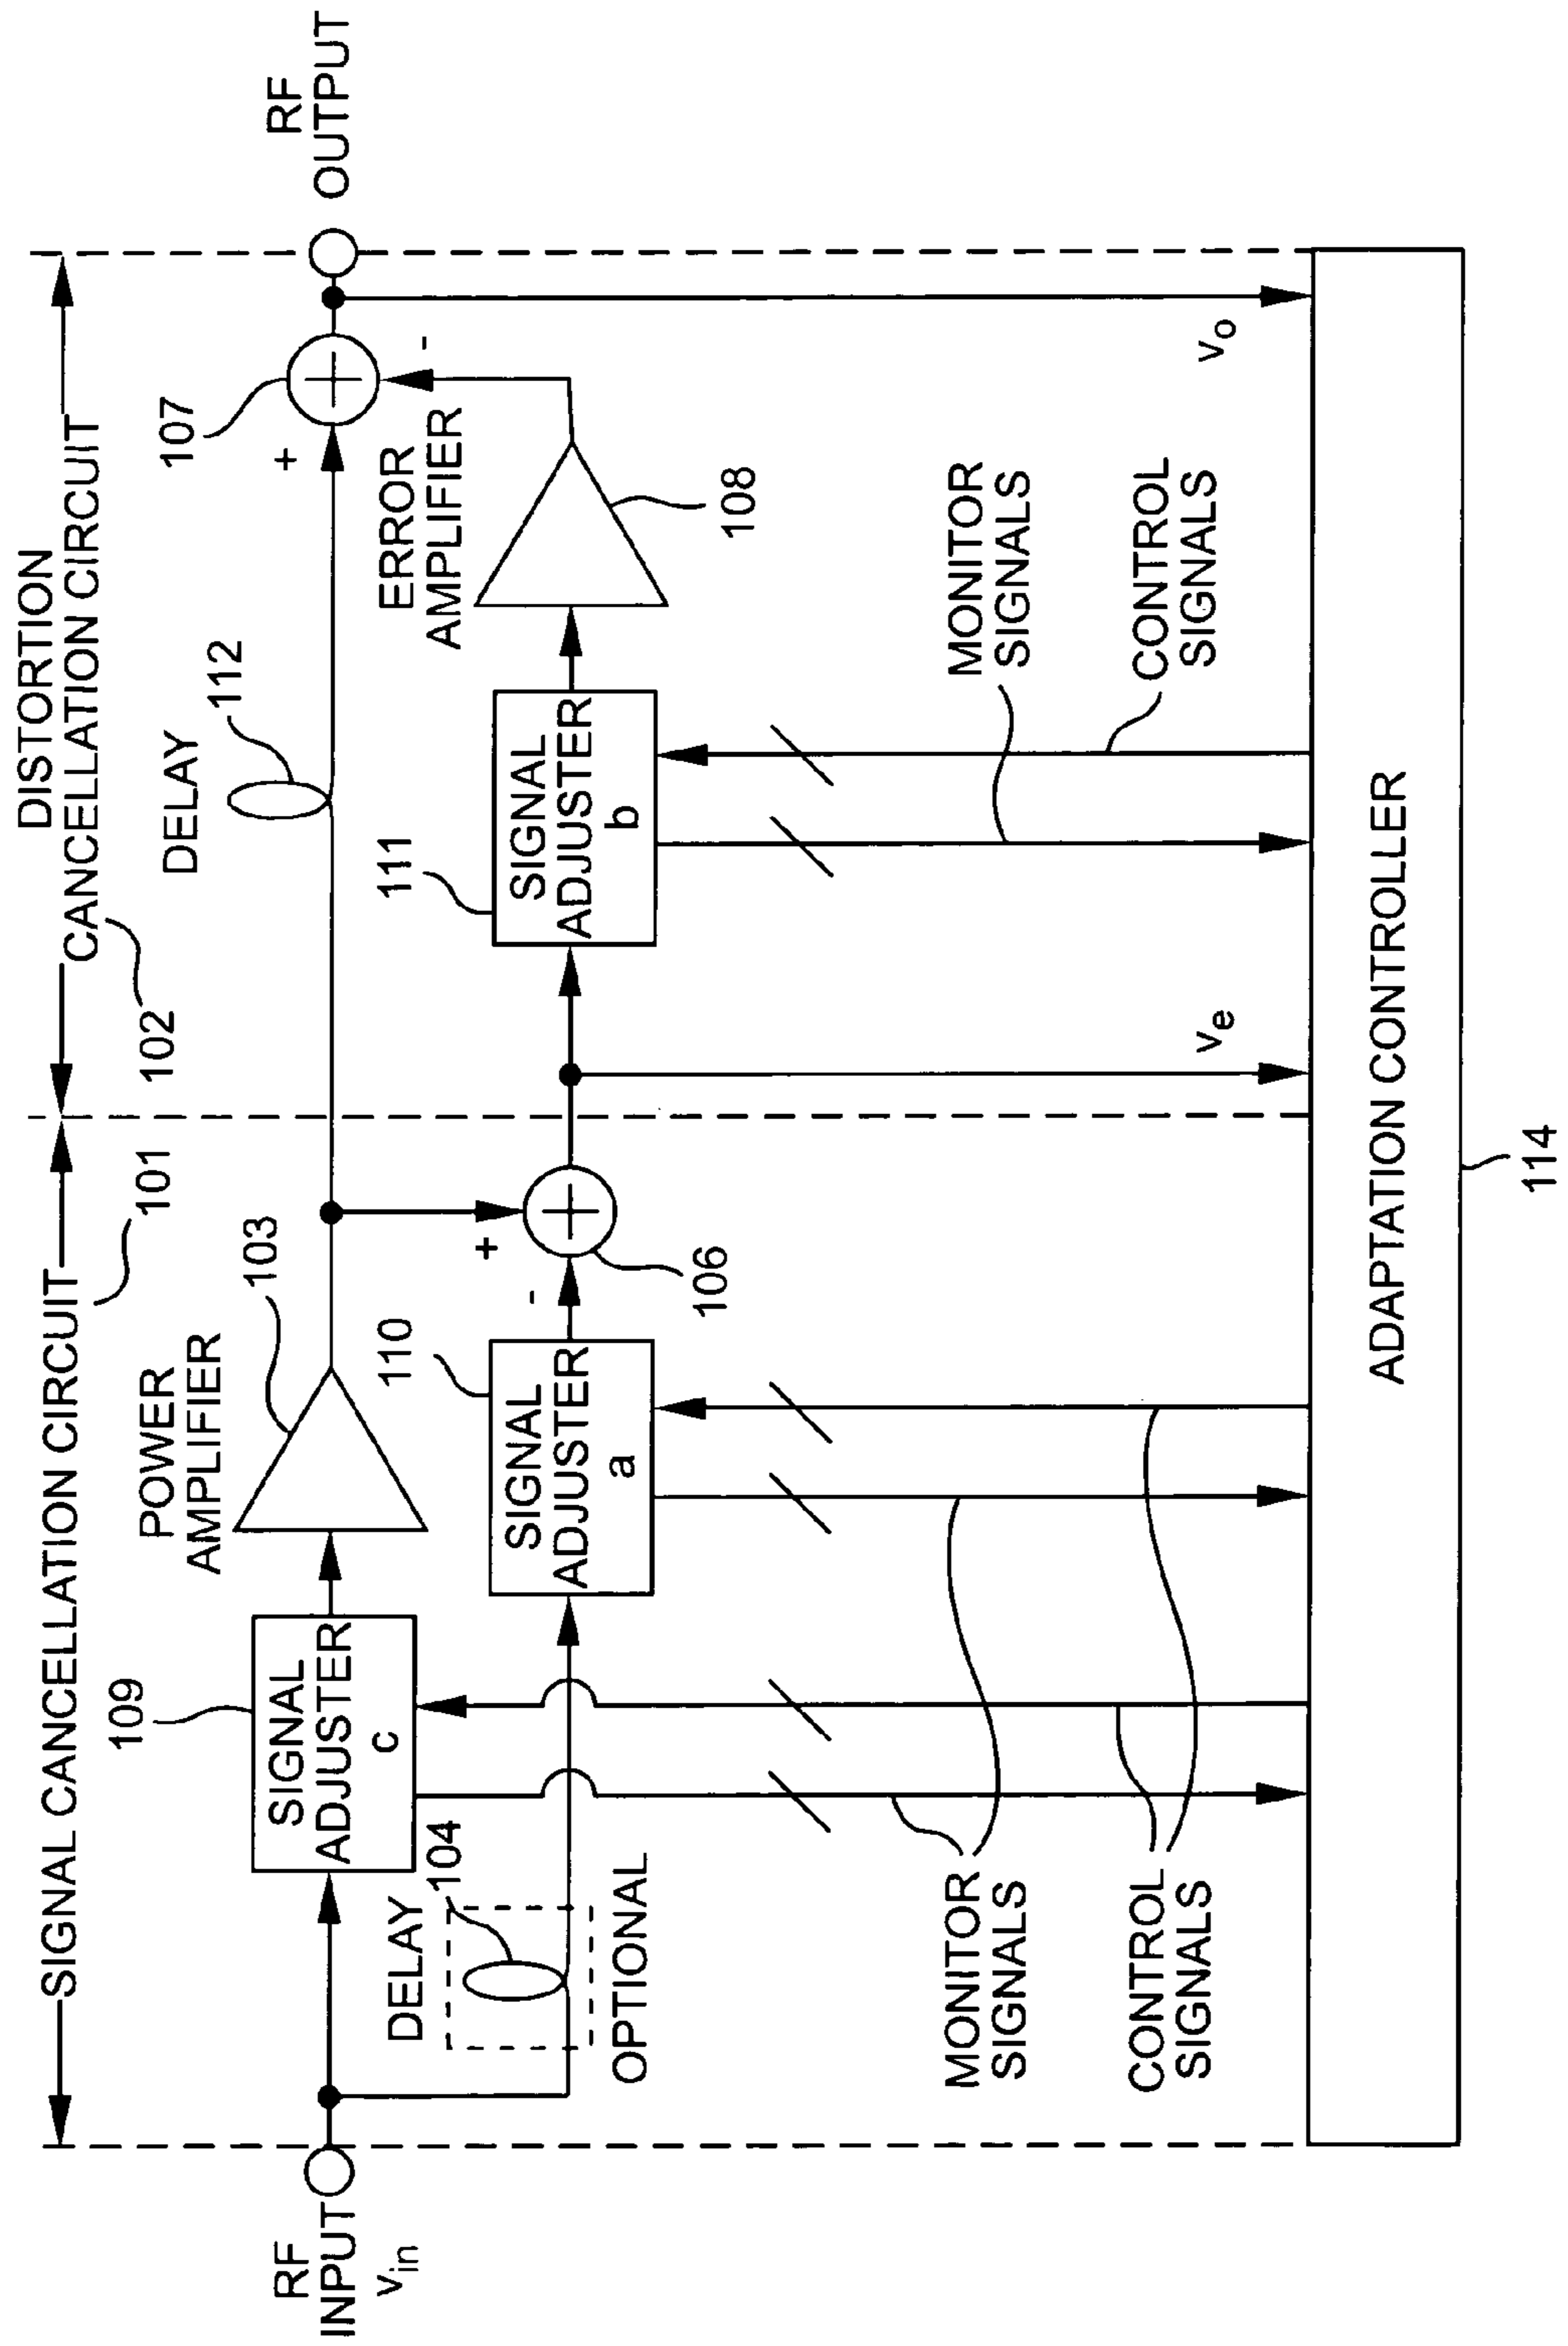 DISTORTION
CANCELLATION CIRCUIT
SIGNAL CANCELLATION CIRCUIT
101
102
RF
INPUT
vin
109
SIGNAL
ADJUSTER
c
POWER
AMPLIFIER
103
DELAY
112
107
+
-
RF
OUTPUT
DELAY
104
OPTIONAL
110
SIGNAL
ADJUSTER
a
-
+
106
111
SIGNAL
ADJUSTER
b
ERROR
AMPLIFIER
108
MONITOR
SIGNALS
CONTROL
SIGNALS
MONITOR
SIGNALS
CONTROL
SIGNALS
ve
vo
ADAPTATION CONTROLLER
114